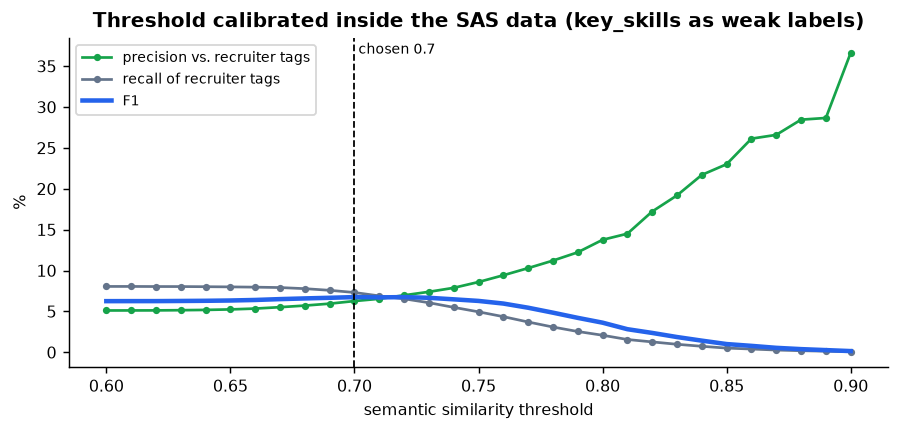 Threshold calibrated inside the SAS data (key_skills as weak labels)
chosen 0.7
precision vs. recruiter tags
recall of recruiter tags
F1
35
30
25
20
15
10
5
0
%
0.60 0.65 0.70 0.75 0.80 0.85 0.90
semantic similarity threshold